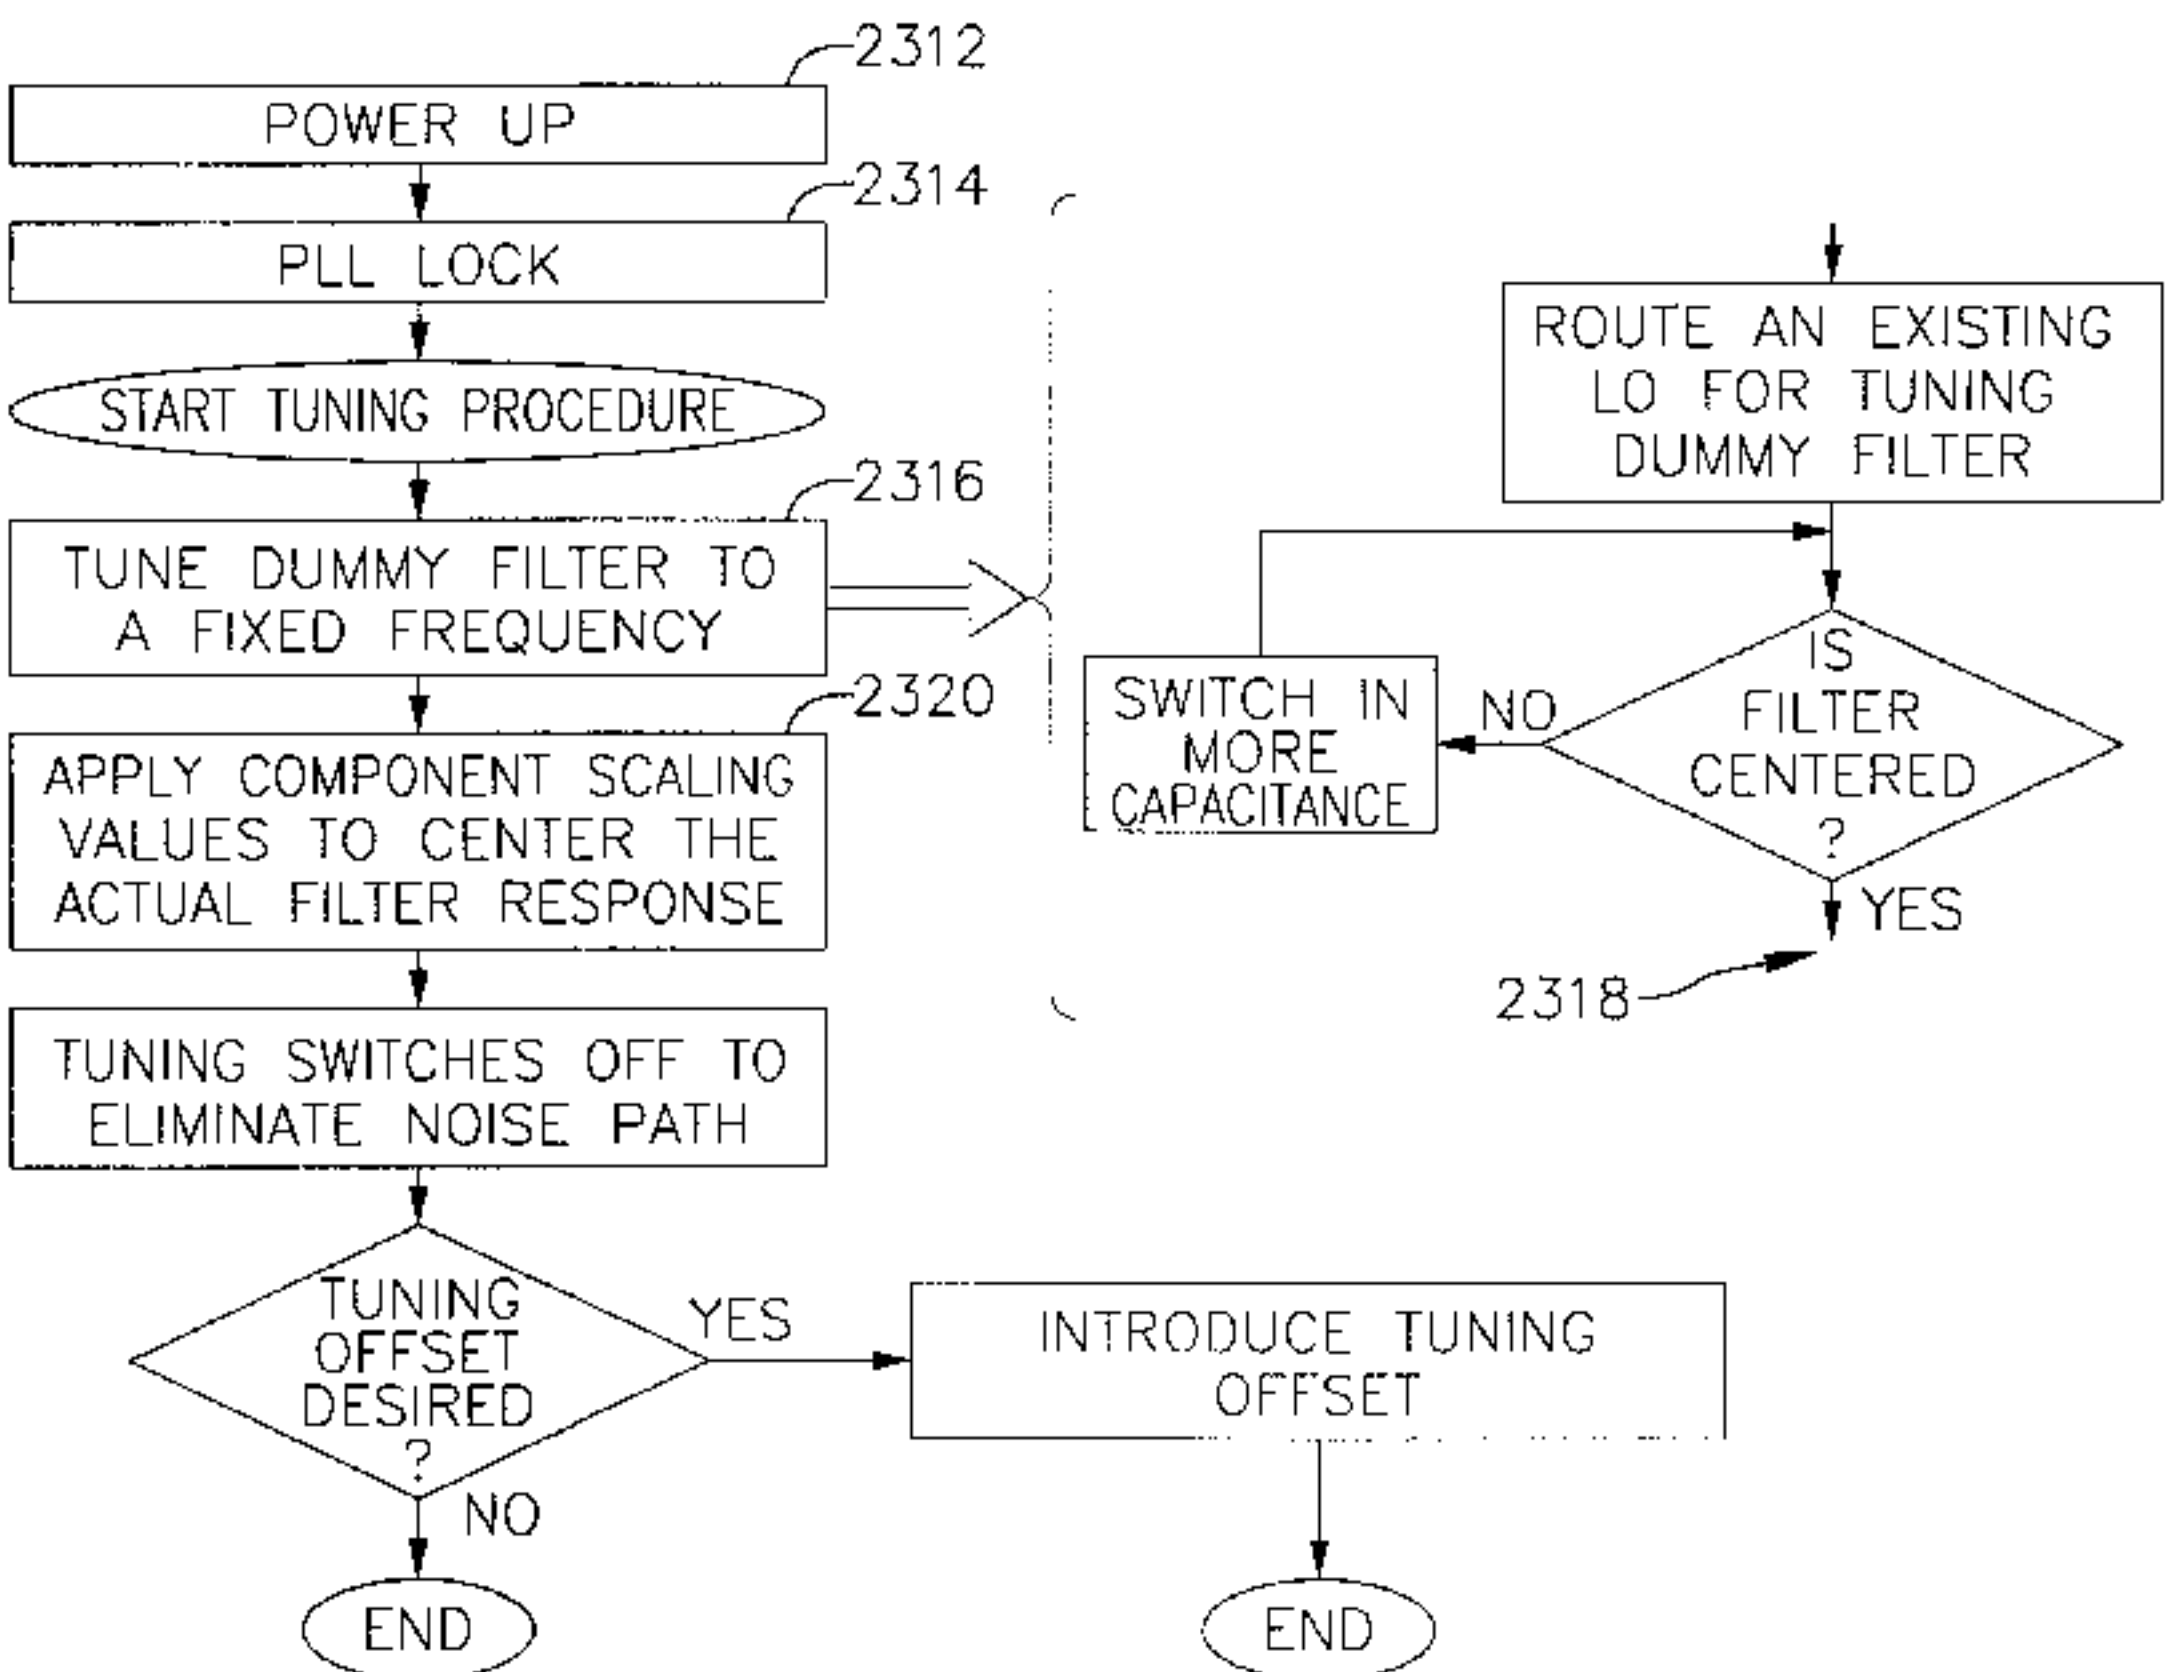 2312
POWER UP
2314
PLL LOCK
START TUNING PROCEDURE
2316
TUNE DUMMY FILTER TO
A FIXED FREQUENCY
2320
APPLY COMPONENT SCALING
VALUES TO CENTER THE
ACTUAL FILTER RESPONSE
TUNING SWITCHES OFF TO
ELIMINATE NOISE PATH
TUNING
OFFSET
DESIRED
?
YES
NO
END
INTRODUCE TUNING
OFFSET
END
ROUTE AN EXISTING
LO FOR TUNING
DUMMY FILTER
IS
FILTER
CENTERED
?
NO
SWITCH IN
MORE
CAPACITANCE
YES
2318